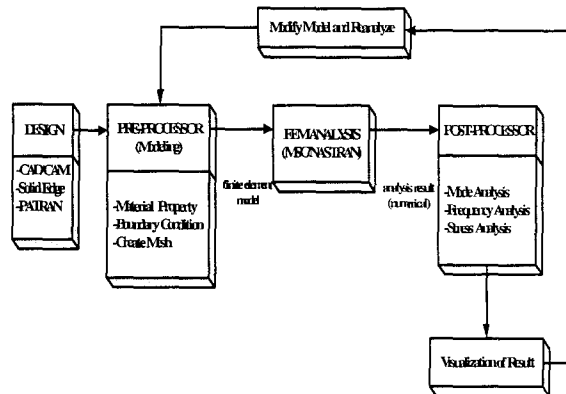 Modify Model and Reanalyze
DESIGN
-CAD/CAM
-Solid Edge
-PATRAN
PRE-PROCESSOR
(Modeling)
-Material Property
-Boundary Condition
-Create Mesh
finite element
model
FEM ANALYSIS
(MSC/NASTRAN)
analysis result
(numerical)
POST-PROCESSOR
-Mode Analysis
-Frequency Analysis
-Stress Analysis
Visualization of Result